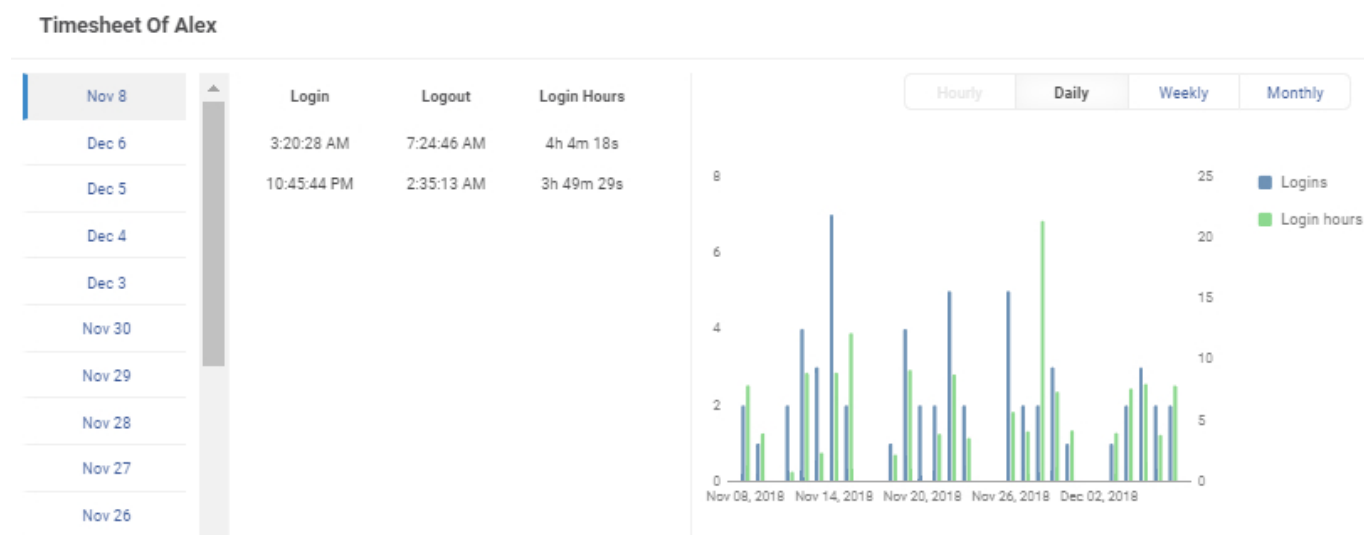 Timesheet Of Alex
Nov 8
Dec 6
Dec 5
Dec 4
Dec 3
Nov 30
Nov 29
Nov 28
Nov 27
Nov 26
Login Logout Login Hours
3:20:28 AM 7:24:46 AM 4h 4m 18s
10:45:44 PM 2:35:13 AM 3h 49m 29s
Hourly Daily Weekly Monthly
8
6
4
2
0
25
20
15
10
5
0
Nov 08, 2018 Nov 14, 2018 Nov 20, 2018 Nov 26, 2018 Dec 02, 2018
Logins
Login hours